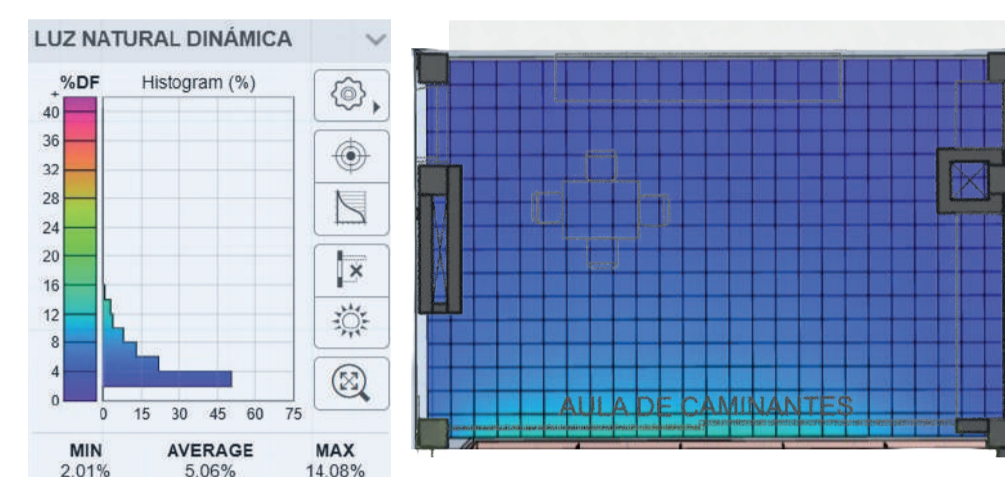 LUZ NATURAL DINÁMICA
%DF Histogram (%)
+
40
36
32
28
24
20
16
12
8
4
0
0 15 30 45 60 75
MIN AVERAGE MAX
2.01% 5.06% 14.08%
AULA DE CAMINANTES